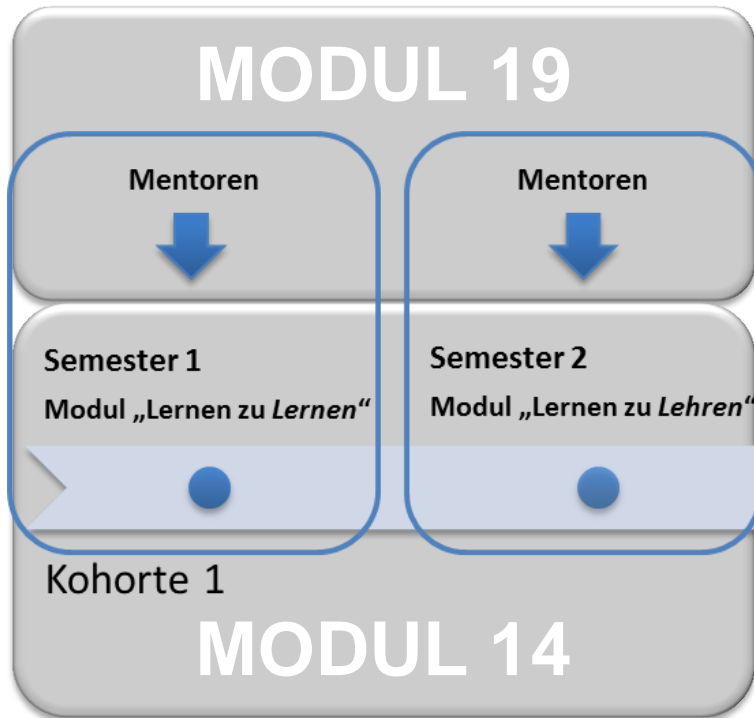 MODUL 19
Mentoren
Mentoren
Semester 1
Modul „Lernen zu Lernen“
Semester 2
Modul „Lernen zu Lehren“
Kohorte 1
MODUL 14